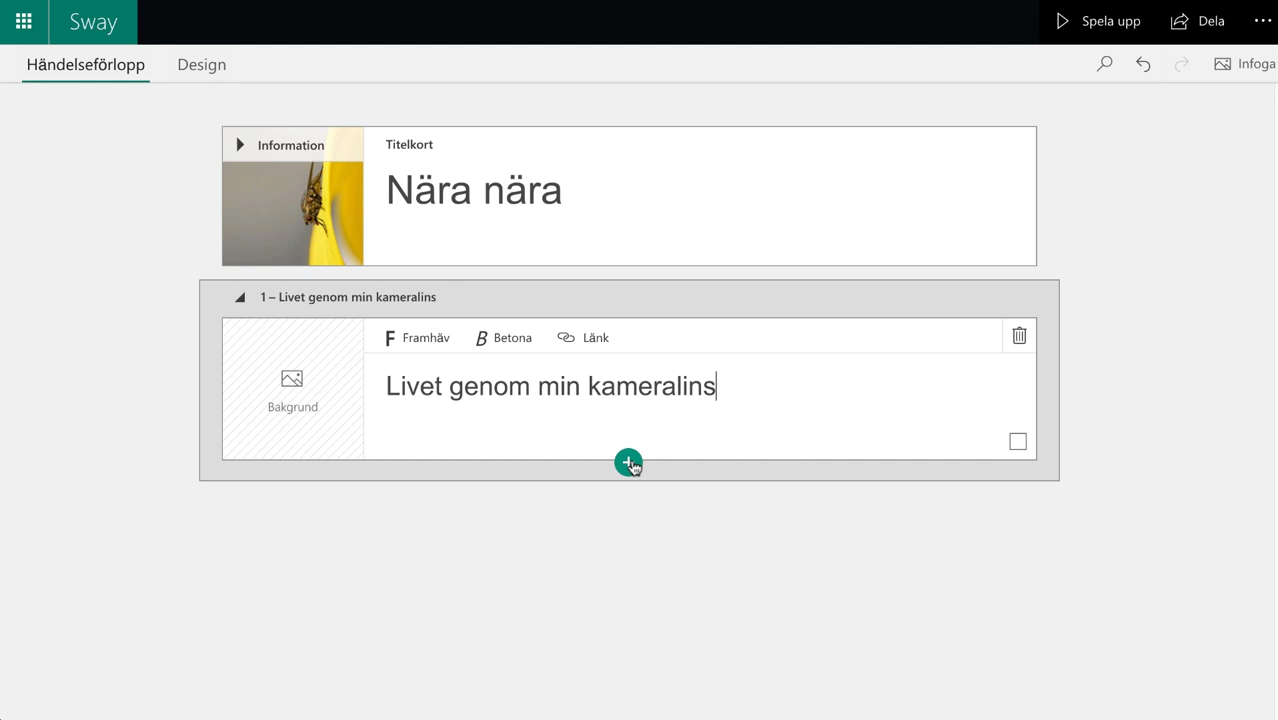 Sway
Spela upp
Dela
Händelseförlopp
Design
Infoga
Information
Titelkort
Nära nära
1 – Livet genom min kameralins
F Framhäv
B Betona
Länk
Bakgrund
Livet genom min kameralins